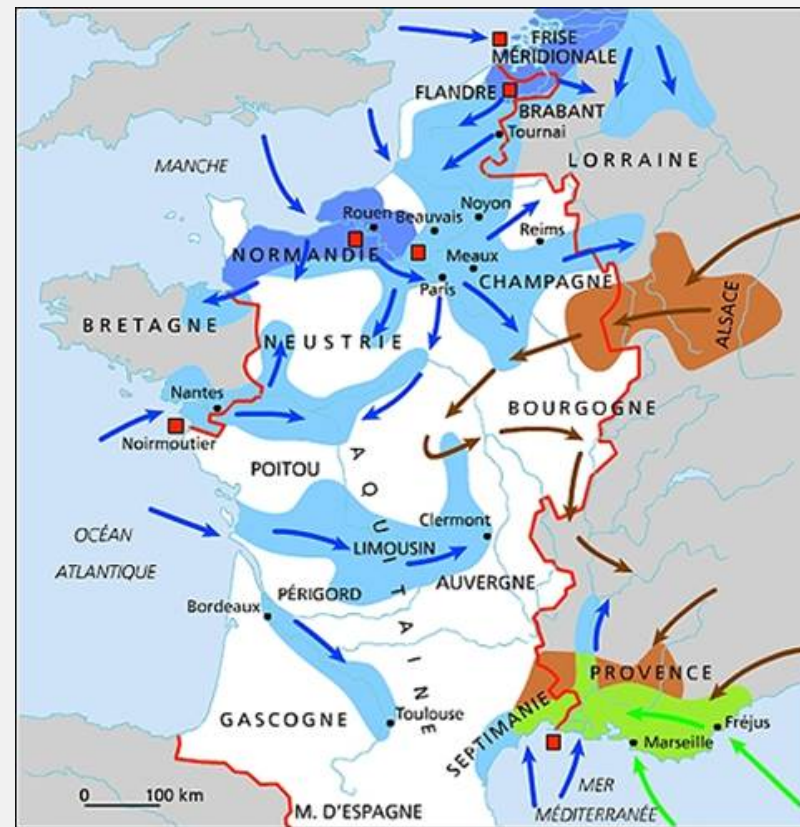 FRISE
MÉRIDIONALE
FLANDRE
BRABANT
Tournai
LORRAINE
MANCHE
Noyon
Rouen
Beauvais
Reims
NORMANDIE
Meaux
CHAMPAGNE
Paris
ALSACE
BRETAGNE
NEUSTRIE
Nantes
BOURGOGNE
Noirmoutier
POITOU
AQUITAINE
OCÉAN
ATLANTIQUE
Clermont
LIMOUSIN
AUVERGNE
PÉRIGORD
Bordeaux
PROVENCE
SEPTIMANIE
GASCOGNE
Toulouse
Fréjus
Marseille
MER
MÉDITERRANÉE
0 100 km
M. D'ESPAGNE